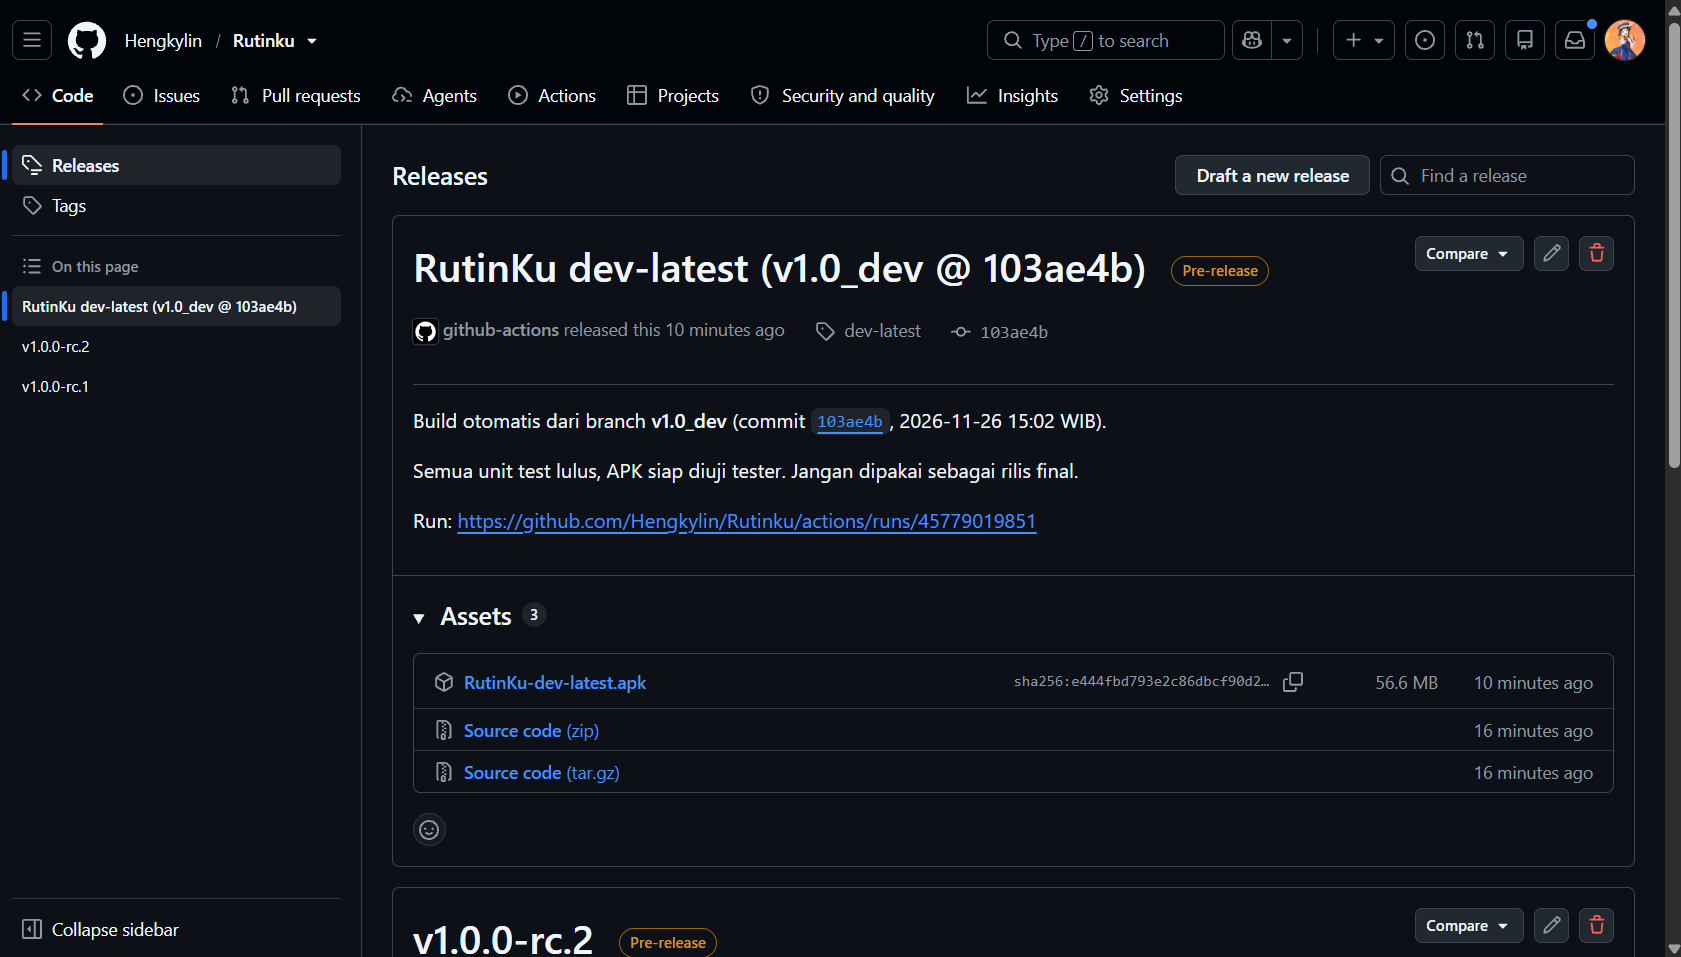 Hengkylin / Rutinku
Type / to search
Code
Issues
Pull requests
Agents
Actions
Projects
Security and quality
Insights
Settings
Releases
Tags
On this page
RutinKu dev-latest (v1.0_dev @ 103ae4b)
v1.0.0-rc.2
v1.0.0-rc.1
Collapse sidebar
Releases
Draft a new release
Find a release
RutinKu dev-latest (v1.0_dev @ 103ae4b) Pre-release
Compare
github-actions released this 10 minutes ago dev-latest 103ae4b
Build otomatis dari branch v1.0_dev (commit 103ae4b, 2026-11-26 15:02 WIB).
Semua unit test lulus, APK siap diuji tester. Jangan dipakai sebagai rilis final.
Run: https://github.com/Hengkylin/Rutinku/actions/runs/45779019851
Assets 3
RutinKu-dev-latest.apk sha256:e444fbd793e2c86dbcf90d2… 56.6 MB 10 minutes ago
Source code (zip) 16 minutes ago
Source code (tar.gz) 16 minutes ago
v1.0.0-rc.2 Pre-release
Compare